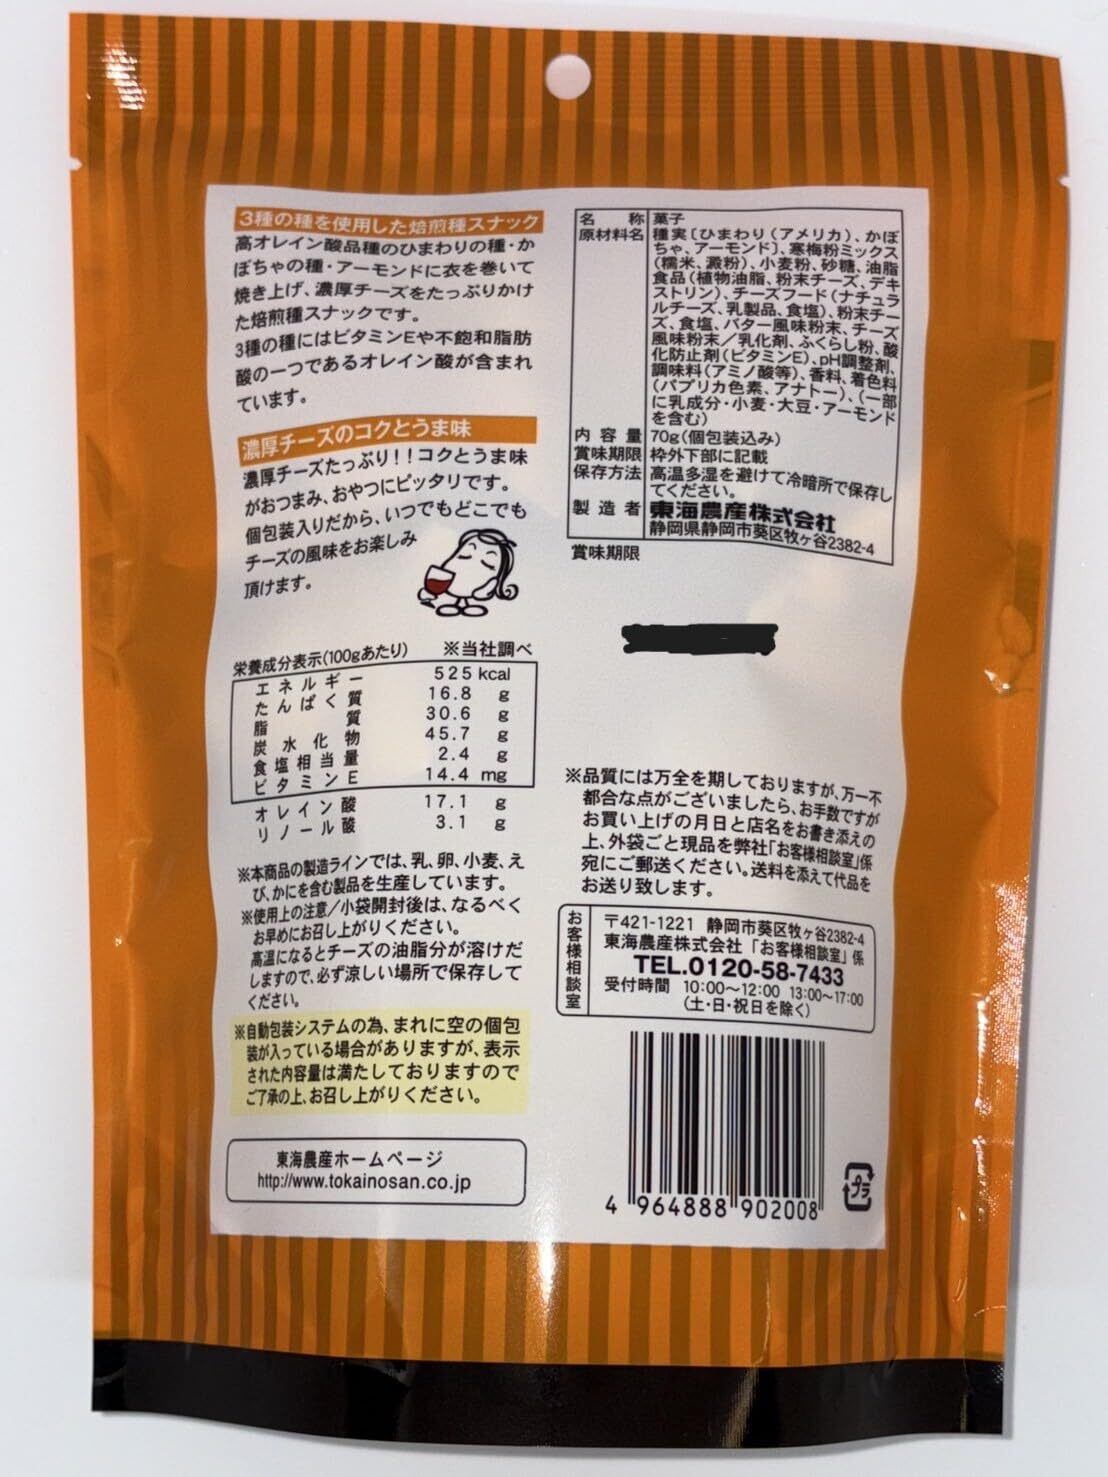 3種の種を使用した焙煎種スナック
高オレイン酸品種のひまわりの種・か
ぼちゃの種・アーモンドに衣を巻いて
焼き上げ、濃厚チーズをたっぷりかけ
た焙煎種スナックです。
3種の種にはビタミンEや不飽和脂肪
酸の一つであるオレイン酸が含まれ
ています。
濃厚チーズのコクとうま味
濃厚チーズたっぷり!!コクとうま味
がおつまみ、おやつにピッタリです。
個包装入りだから、いつでもどこでも
チーズの風味をお楽しみ
頂けます。
栄養成分表示(100gあたり) ※当社調べ
エネルギー 525 kcal
たんぱく質 16.8 g
脂質 30.6 g
炭水化物 45.7 g
食塩相当量 2.4 g
ビタミンE 14.4 mg
オレイン酸 17.1 g
リノール酸 3.1 g
※本商品の製造ラインでは、乳、卵、小麦、え
び、かにを含む製品を生産しています。
※使用上の注意/小袋開封後は、なるべく
お早めにお召し上がりください。
高温になるとチーズの油脂分が溶けだ
しますので、必ず涼しい場所で保存して
ください。
※自動包装システムの為、まれに空の個包
装が入っている場合がありますが、表示
された内容量は満たしておりますので
ご了承の上、お召し上がりください。
東海農産ホームページ
http://www.tokainosan.co.jp
名称 菓子
原材料名 種実〔ひまわり(アメリカ)、かぼ
ちゃ、アーモンド〕、寒梅粉ミックス
(糯米、澱粉)、小麦粉、砂糖、油脂
食品(植物油脂、粉末チーズ、デキ
ストリン)、チーズフード(ナチュラ
ルチーズ、乳製品、食塩)、粉末チー
ズ、食塩、バター風味粉末、チーズ
風味粉末/乳化剤、ふくらし粉、酸
化防止剤(ビタミンE)、pH調整剤、
調味料(アミノ酸等)、香料、着色料
(パプリカ色素、アナトー)、(一部
に乳成分・小麦・大豆・アーモンド
を含む)
内容量 70g(個包装込み)
賞味期限 枠外下部に記載
保存方法 高温多湿を避けて冷暗所で保存し
てください。
製造者 東海農産株式会社
静岡県静岡市葵区牧ヶ谷2382-4
賞味期限
※品質には万全を期しておりますが、万一不
都合な点がございましたら、お手数ですが
お買い上げの月日と店名をお書き添えの
上、外袋ごと現品を弊社「お客様相談室」係
宛にご郵送ください。送料を添えて代品を
お送り致します。
お客様相談室
〒421-1221 静岡市葵区牧ヶ谷2382-4
東海農産株式会社「お客様相談室」係
TEL.0120-58-7433
受付時間 10:00〜12:00 13:00〜17:00
(土・日・祝日を除く)
4 964888 902008
プラ